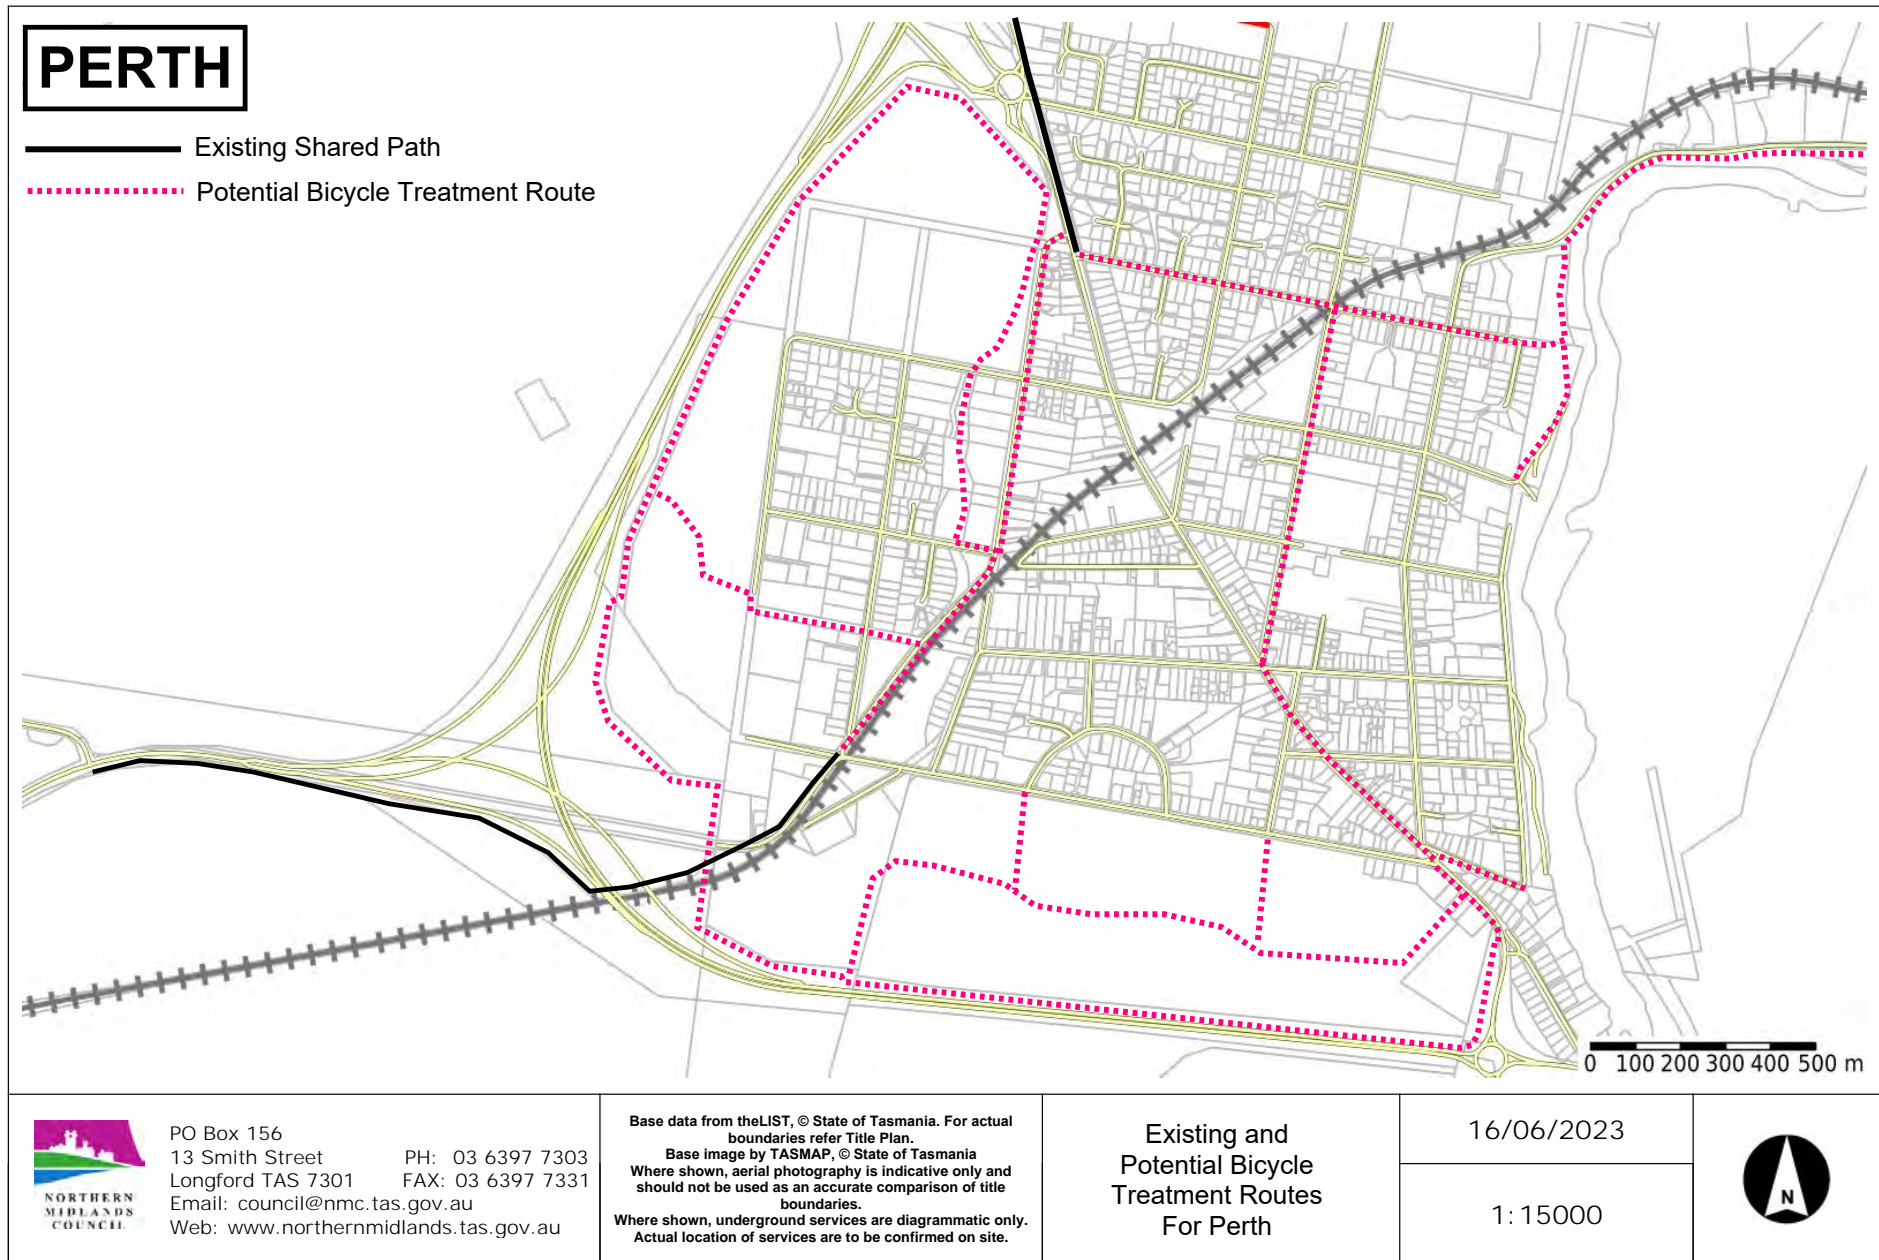 PERTH
Existing Shared Path
Potential Bicycle Treatment Route
0 100 200 300 400 500 m
NORTHERN
MIDLANDS
COUNCIL
PO Box 156
13 Smith Street PH: 03 6397 7303
Longford TAS 7301 FAX: 03 6397 7331
Email: council@nmc.tas.gov.au
Web: www.northernmidlands.tas.gov.au
Base data from theLIST, © State of Tasmania. For actual
boundaries refer Title Plan.
Base image by TASMAP, © State of Tasmania
Where shown, aerial photography is indicative only and
should not be used as an accurate comparison of title
boundaries.
Where shown, underground services are diagrammatic only.
Actual location of services are to be confirmed on site.
Existing and
Potential Bicycle
Treatment Routes
For Perth
16/06/2023
1:15000
N